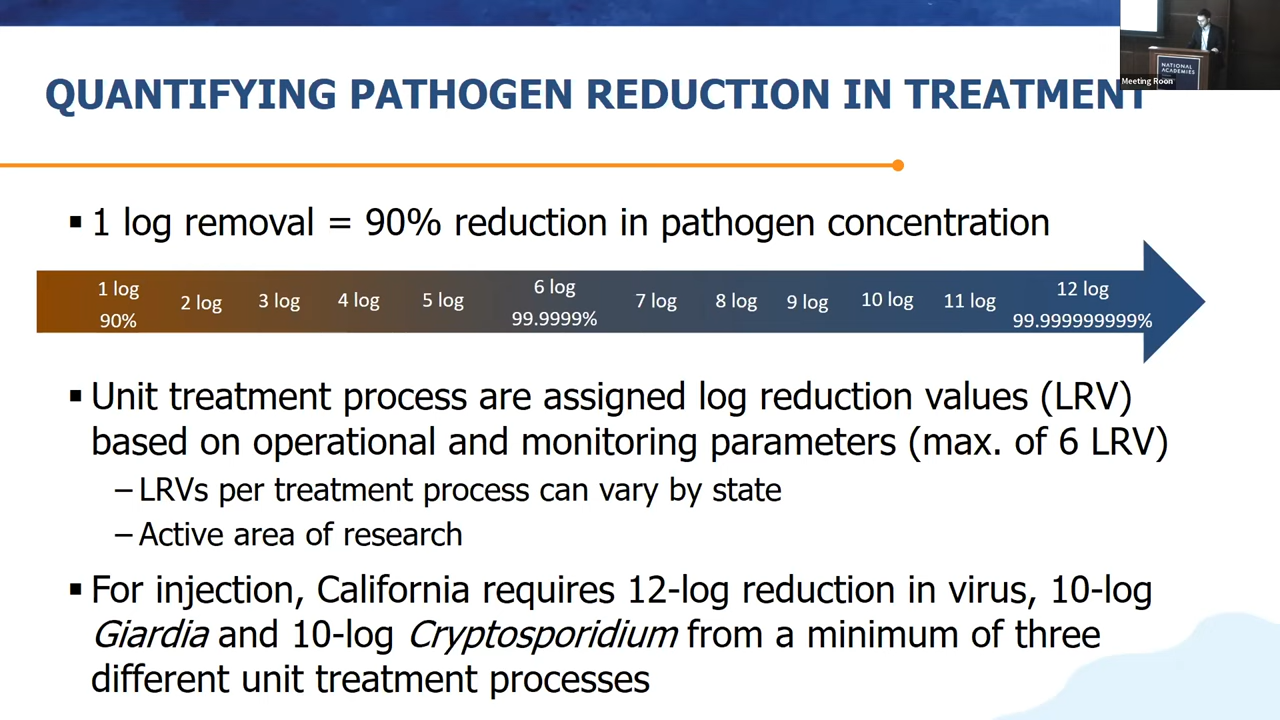 QUANTIFYING PATHOGEN REDUCTION IN TREATMENT
NATIONAL
ACADEMIES
Meeting Room
▪ 1 log removal = 90% reduction in pathogen concentration
1 log 2 log 3 log 4 log 5 log 6 log 7 log 8 log 9 log 10 log 11 log 12 log
90% 99.9999% 99.9999999999%
▪ Unit treatment process are assigned log reduction values (LRV)
based on operational and monitoring parameters (max. of 6 LRV)
– LRVs per treatment process can vary by state
– Active area of research
▪ For injection, California requires 12-log reduction in virus, 10-log
Giardia and 10-log Cryptosporidium from a minimum of three
different unit treatment processes